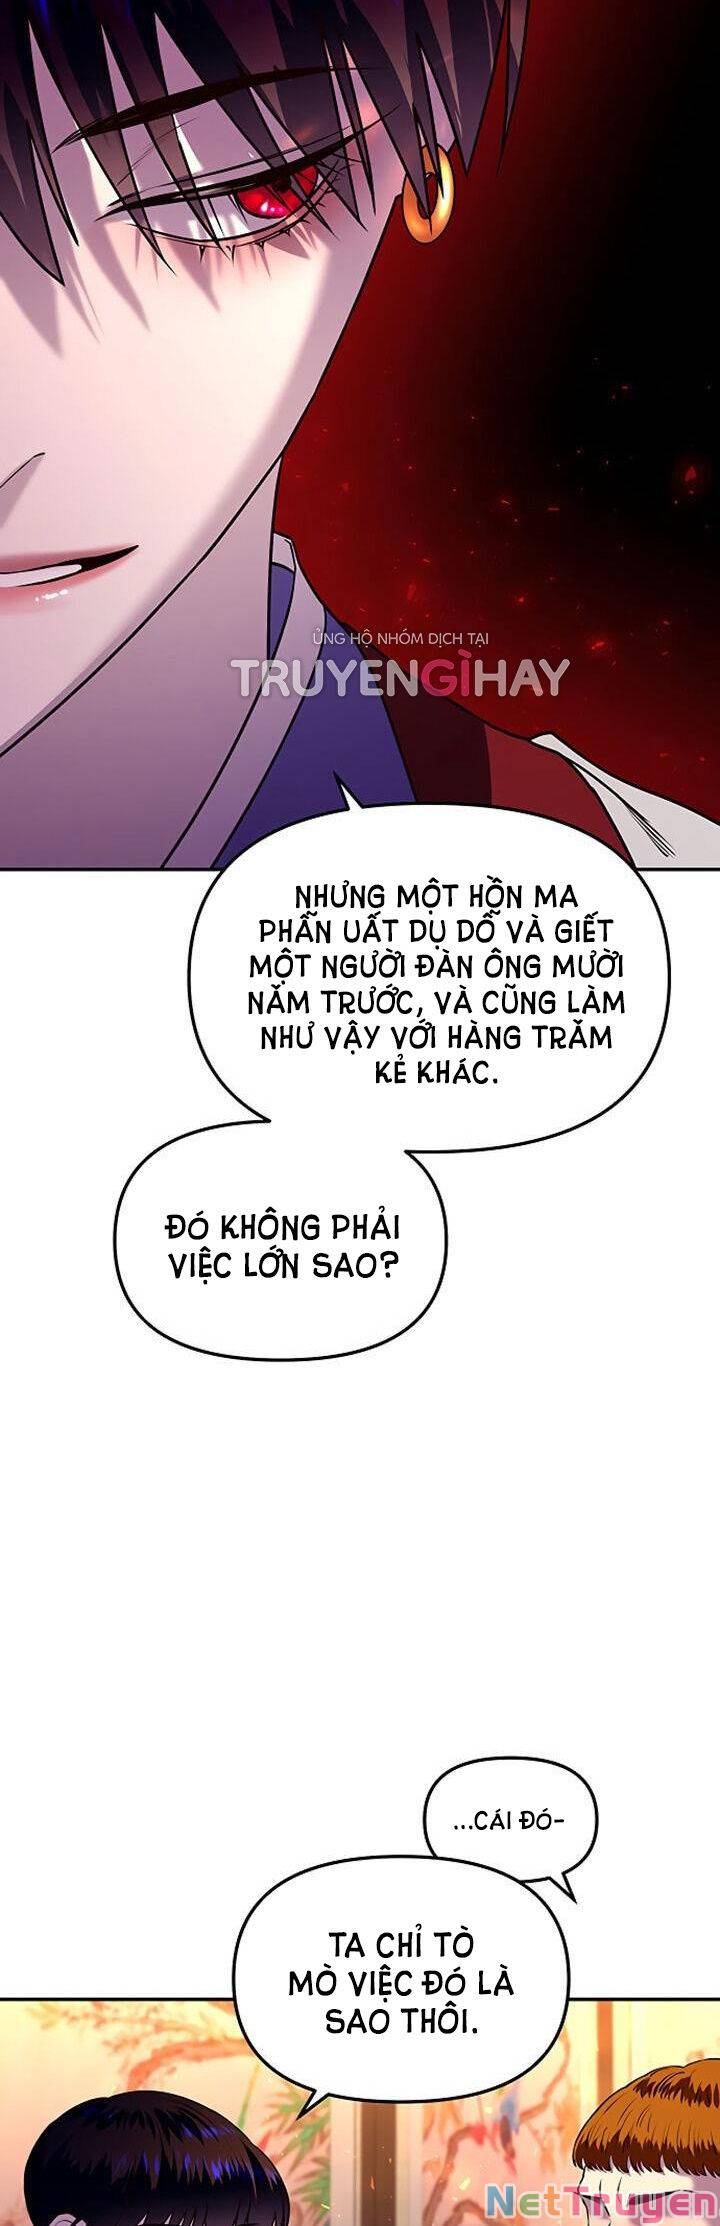 ỦNG HỘ NHÓM DỊCH TẠI
TRUYENGÌHAY
NHƯNG MỘT HỒN MA
PHẪN UẤT DỤ DỖ VÀ GIẾT
MỘT NGƯỜI ĐÀN ÔNG MƯỜI
NĂM TRƯỚC, VÀ CŨNG LÀM
NHƯ VẬY VỚI HÀNG TRĂM
KẺ KHÁC.
ĐÓ KHÔNG PHẢI
VIỆC LỚN SAO?
...CÁI ĐÓ-
TA CHỈ TÒ
MÒ VIỆC ĐÓ LÀ
SAO THÔI.
NetTruyen